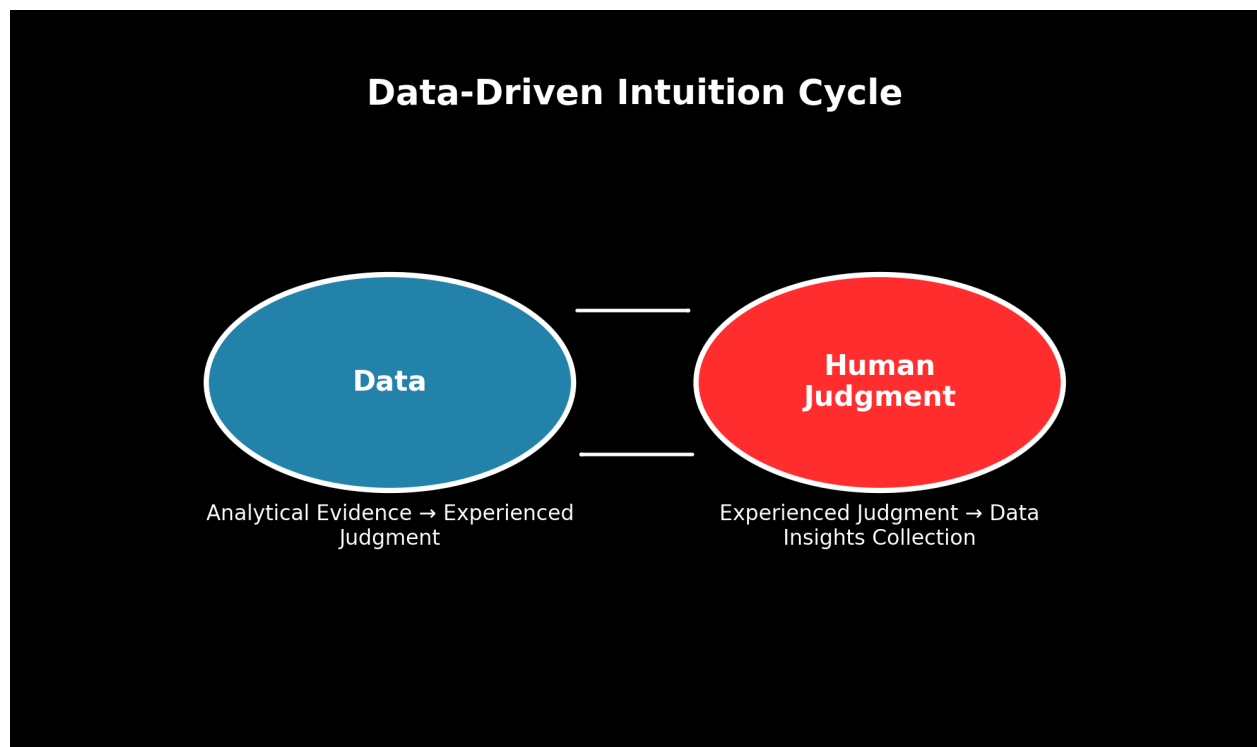 Data-Driven Intuition Cycle
Data
Human
Judgment
Analytical Evidence → Experienced
Judgment
Experienced Judgment → Data
Insights Collection